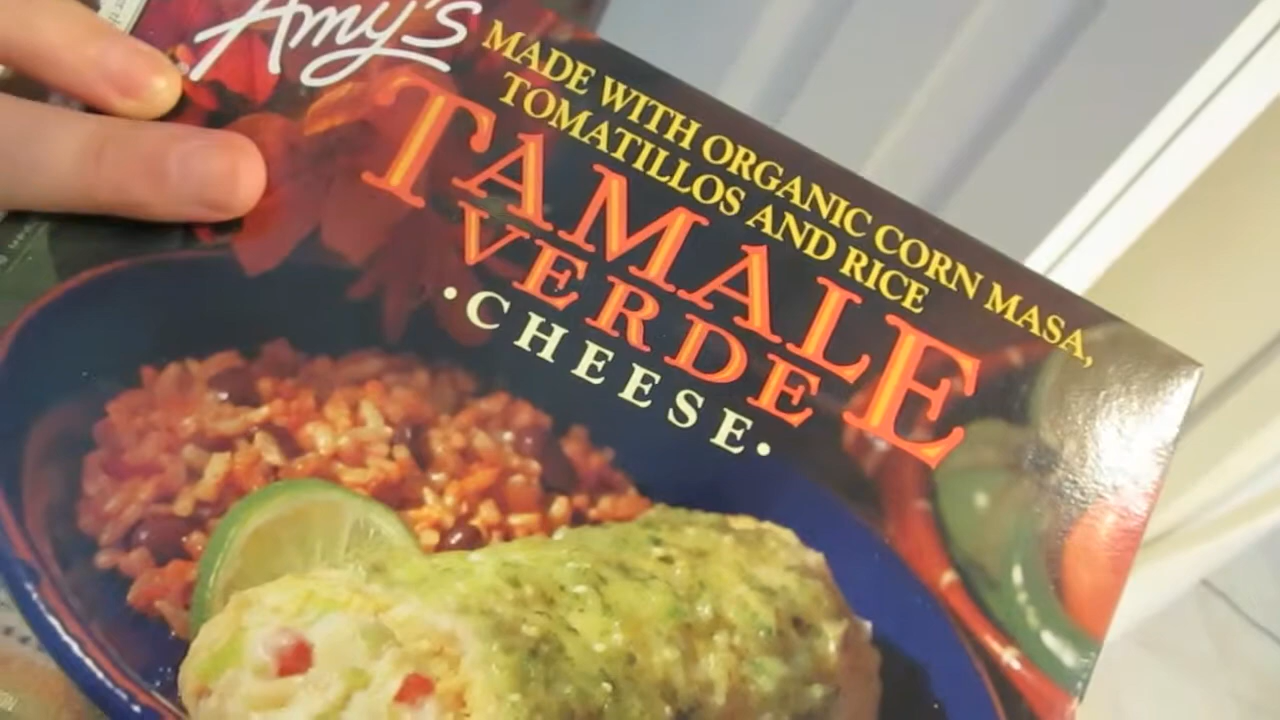 Amy's
MADE WITH ORGANIC CORN MASA,
TOMATILLOS AND RICE
TAMALE
VERDE
·CHEESE·